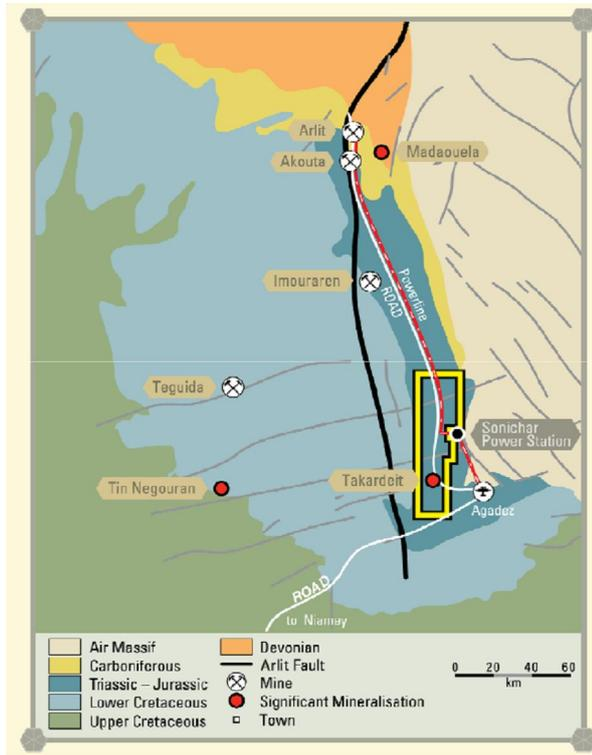 Arlit
Madaouela
Akouta
Imouraren
Powerline
ROAD
Teguida
Sonichar
Power Station
Tin Negouran
Takardeit
Agadez
ROAD
to Niamey
Air Massif
Carboniferous
Triassic – Jurassic
Lower Cretaceous
Upper Cretaceous
Devonian
Arlit Fault
Mine
Significant Mineralisation
Town
0 20 40 60
km